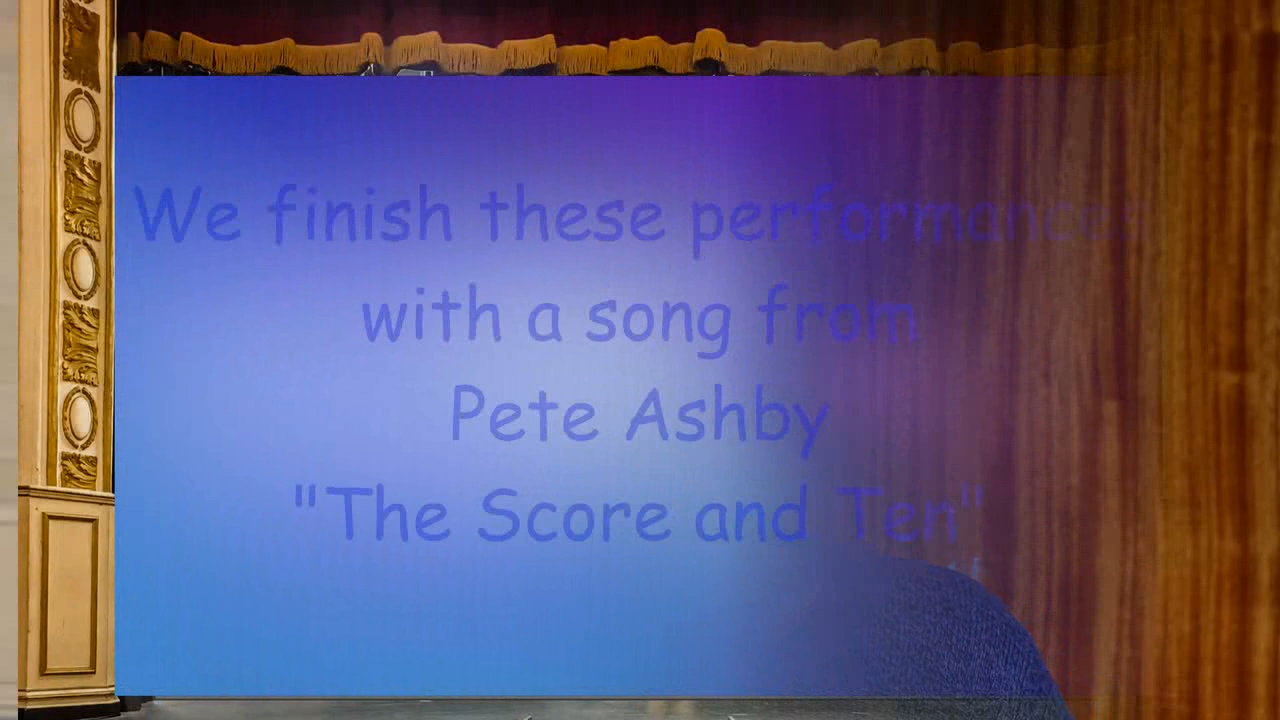 We finish these performances
with a song from
Pete Ashby
"The Score and Ten"